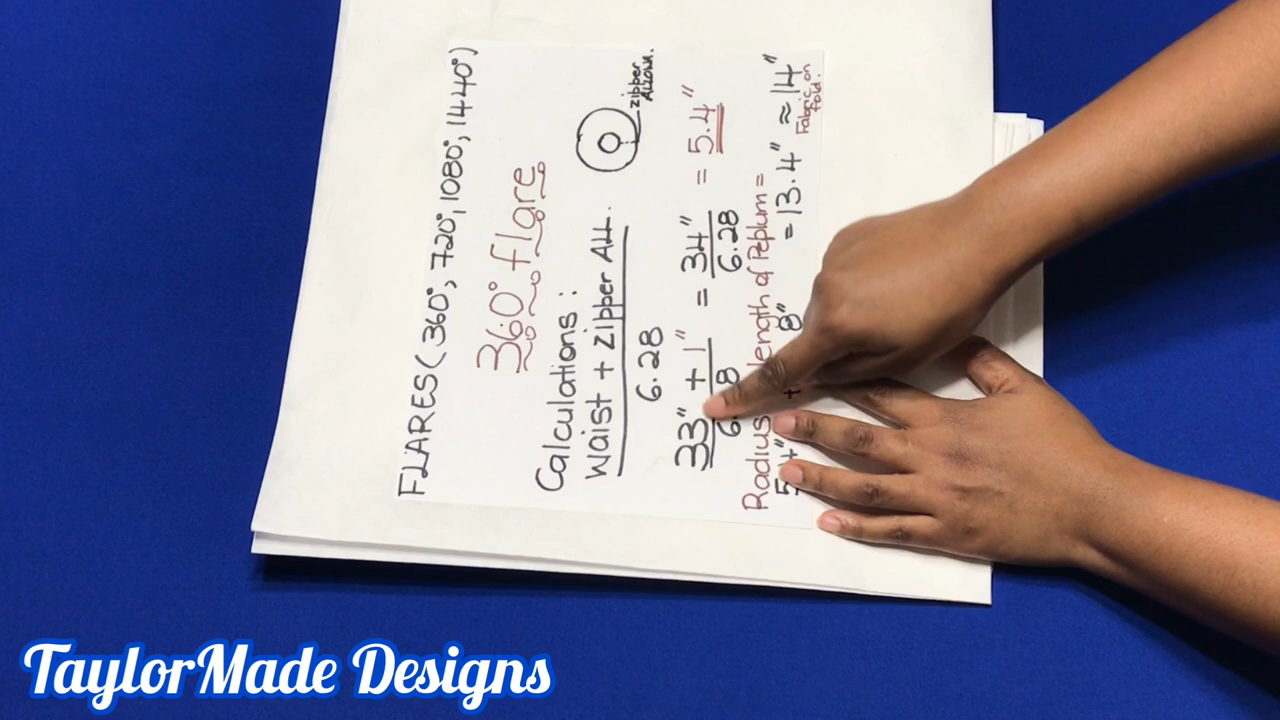 FLARES (360°, 720°, 1080°, 1440°)
360° flare
Calculations:
Waist + zipper All.
6.28
zipper
Allow.
33" + 1" = 34" = 5.4"
6.28
Radius length of Peplum =
8" = 13.4" ≈ 14"
Fabric on
fold.
TaylorMade Designs